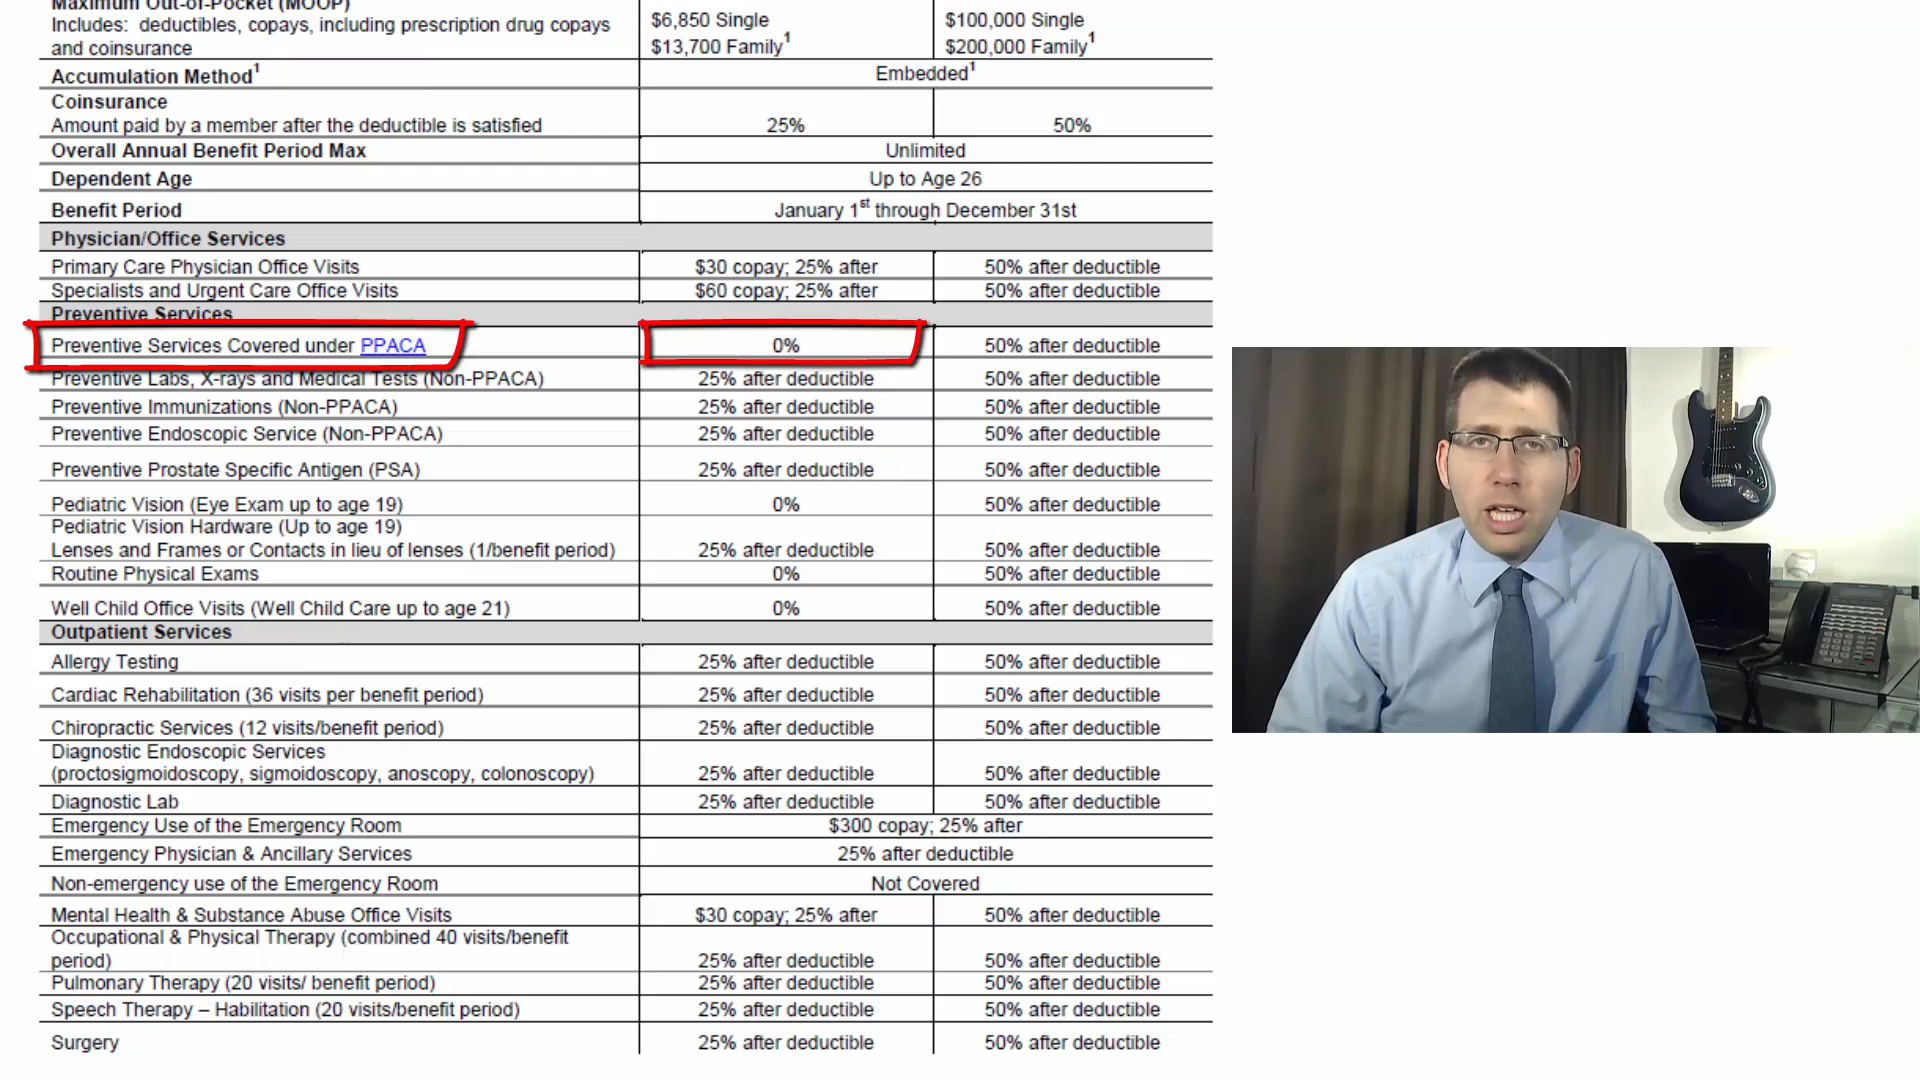 Maximum Out-of-Pocket (MOOP)
Includes: deductibles, copays, including prescription drug copays $6,850 Single $100,000 Single
and coinsurance $13,700 Family1 $200,000 Family1
Accumulation Method1 Embedded1
Coinsurance
Amount paid by a member after the deductible is satisfied 25% 50%
Overall Annual Benefit Period Max Unlimited
Dependent Age Up to Age 26
Benefit Period January 1st through December 31st
Physician/Office Services
Primary Care Physician Office Visits $30 copay; 25% after 50% after deductible
Specialists and Urgent Care Office Visits $60 copay; 25% after 50% after deductible
Preventive Services
Preventive Services Covered under PPACA 0% 50% after deductible
Preventive Labs, X-rays and Medical Tests (Non-PPACA) 25% after deductible 50% after deductible
Preventive Immunizations (Non-PPACA) 25% after deductible 50% after deductible
Preventive Endoscopic Service (Non-PPACA) 25% after deductible 50% after deductible
Preventive Prostate Specific Antigen (PSA) 25% after deductible 50% after deductible
Pediatric Vision (Eye Exam up to age 19) 0% 50% after deductible
Pediatric Vision Hardware (Up to age 19)
Lenses and Frames or Contacts in lieu of lenses (1/benefit period) 25% after deductible 50% after deductible
Routine Physical Exams 0% 50% after deductible
Well Child Office Visits (Well Child Care up to age 21) 0% 50% after deductible
Outpatient Services
Allergy Testing 25% after deductible 50% after deductible
Cardiac Rehabilitation (36 visits per benefit period) 25% after deductible 50% after deductible
Chiropractic Services (12 visits/benefit period) 25% after deductible 50% after deductible
Diagnostic Endoscopic Services
(proctosigmoidoscopy, sigmoidoscopy, anoscopy, colonoscopy) 25% after deductible 50% after deductible
Diagnostic Lab 25% after deductible 50% after deductible
Emergency Use of the Emergency Room $300 copay; 25% after
Emergency Physician & Ancillary Services 25% after deductible
Non-emergency use of the Emergency Room Not Covered
Mental Health & Substance Abuse Office Visits $30 copay; 25% after 50% after deductible
Occupational & Physical Therapy (combined 40 visits/benefit
period) 25% after deductible 50% after deductible
Pulmonary Therapy (20 visits/ benefit period) 25% after deductible 50% after deductible
Speech Therapy – Habilitation (20 visits/benefit period) 25% after deductible 50% after deductible
Surgery 25% after deductible 50% after deductible